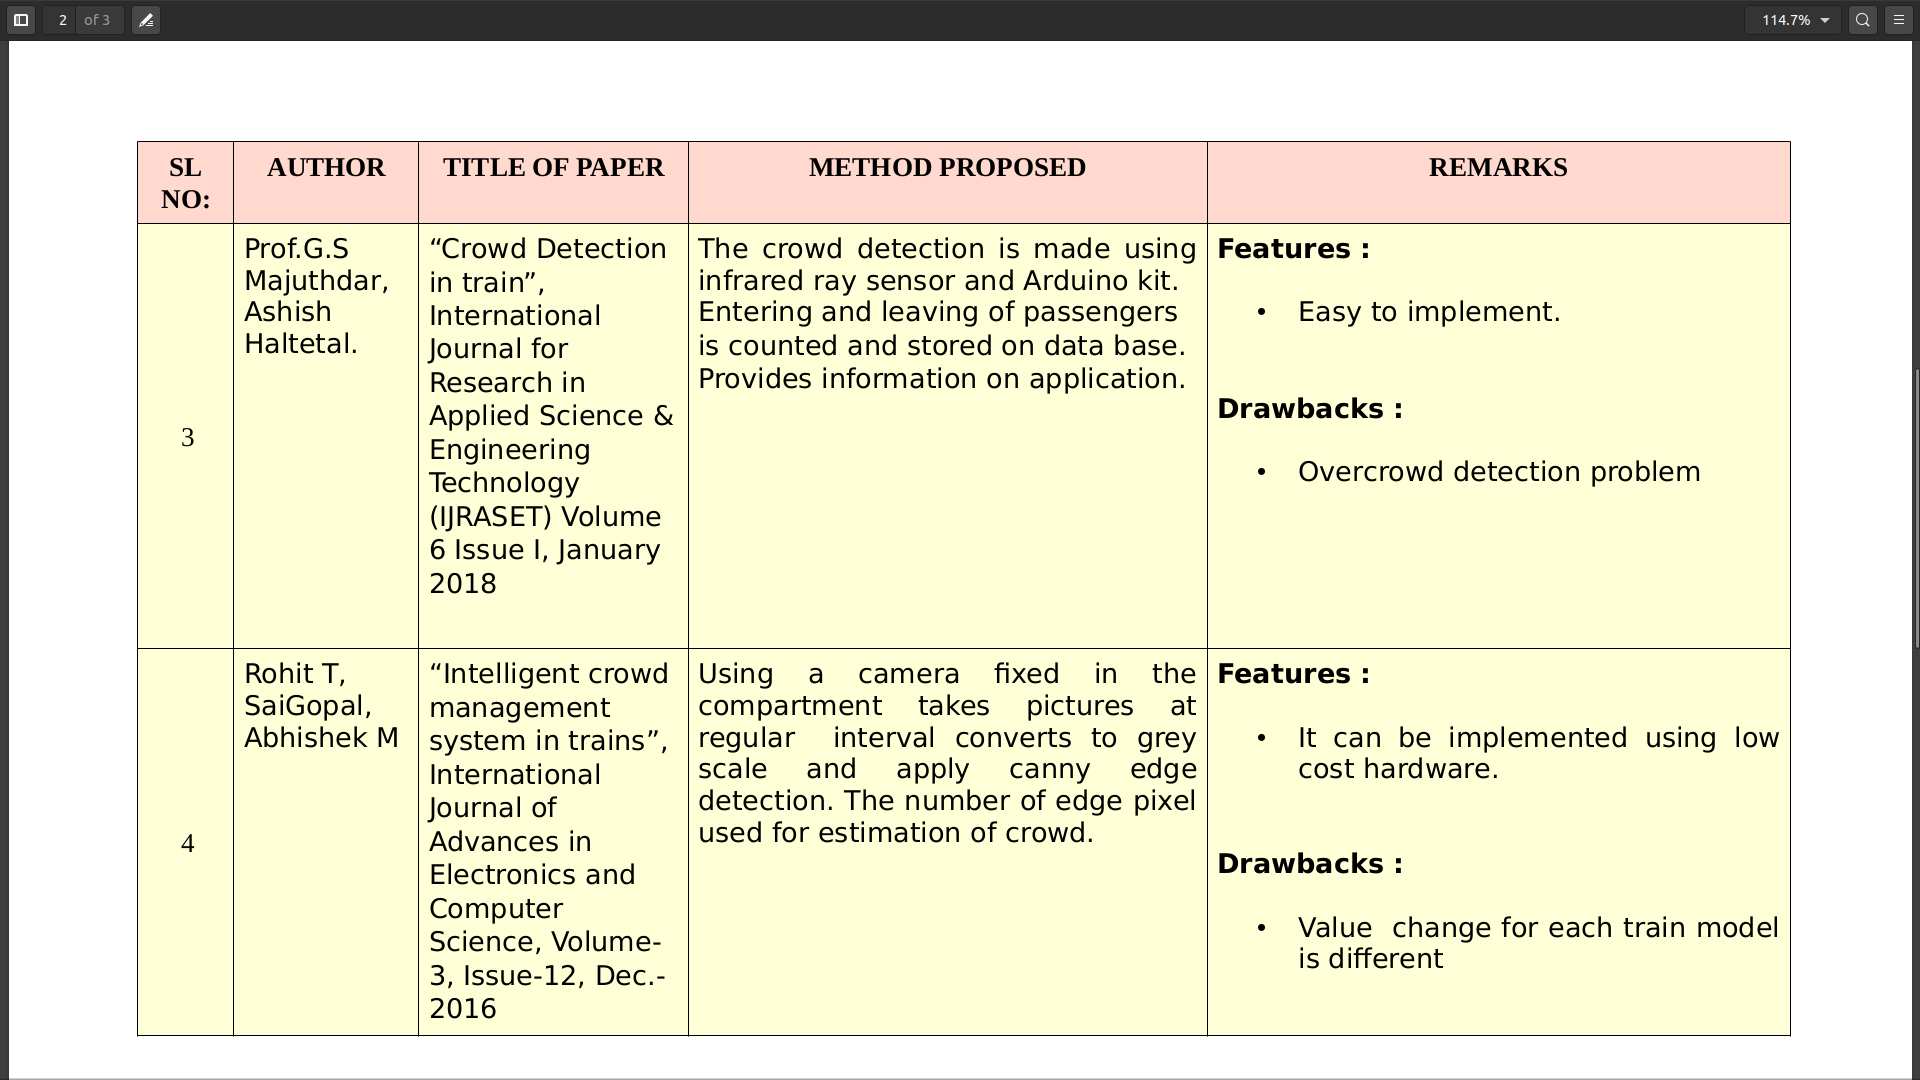 2 of 3
114.7%
SL
NO:
AUTHOR
TITLE OF PAPER
METHOD PROPOSED
REMARKS
3
Prof.G.S
Majuthdar,
Ashish
Haltetal.
“Crowd Detection
in train”,
International
Journal for
Research in
Applied Science &
Engineering
Technology
(IJRASET) Volume
6 Issue I, January
2018
The crowd detection is made using
infrared ray sensor and Arduino kit.
Entering and leaving of passengers
is counted and stored on data base.
Provides information on application.
Features :
• Easy to implement.
Drawbacks :
• Overcrowd detection problem
4
Rohit T,
SaiGopal,
Abhishek M
“Intelligent crowd
management
system in trains”,
International
Journal of
Advances in
Electronics and
Computer
Science, Volume-
3, Issue-12, Dec.-
2016
Using a camera fixed in the
compartment takes pictures at
regular interval converts to grey
scale and apply canny edge
detection. The number of edge pixel
used for estimation of crowd.
Features :
• It can be implemented using low
cost hardware.
Drawbacks :
• Value change for each train model
is different